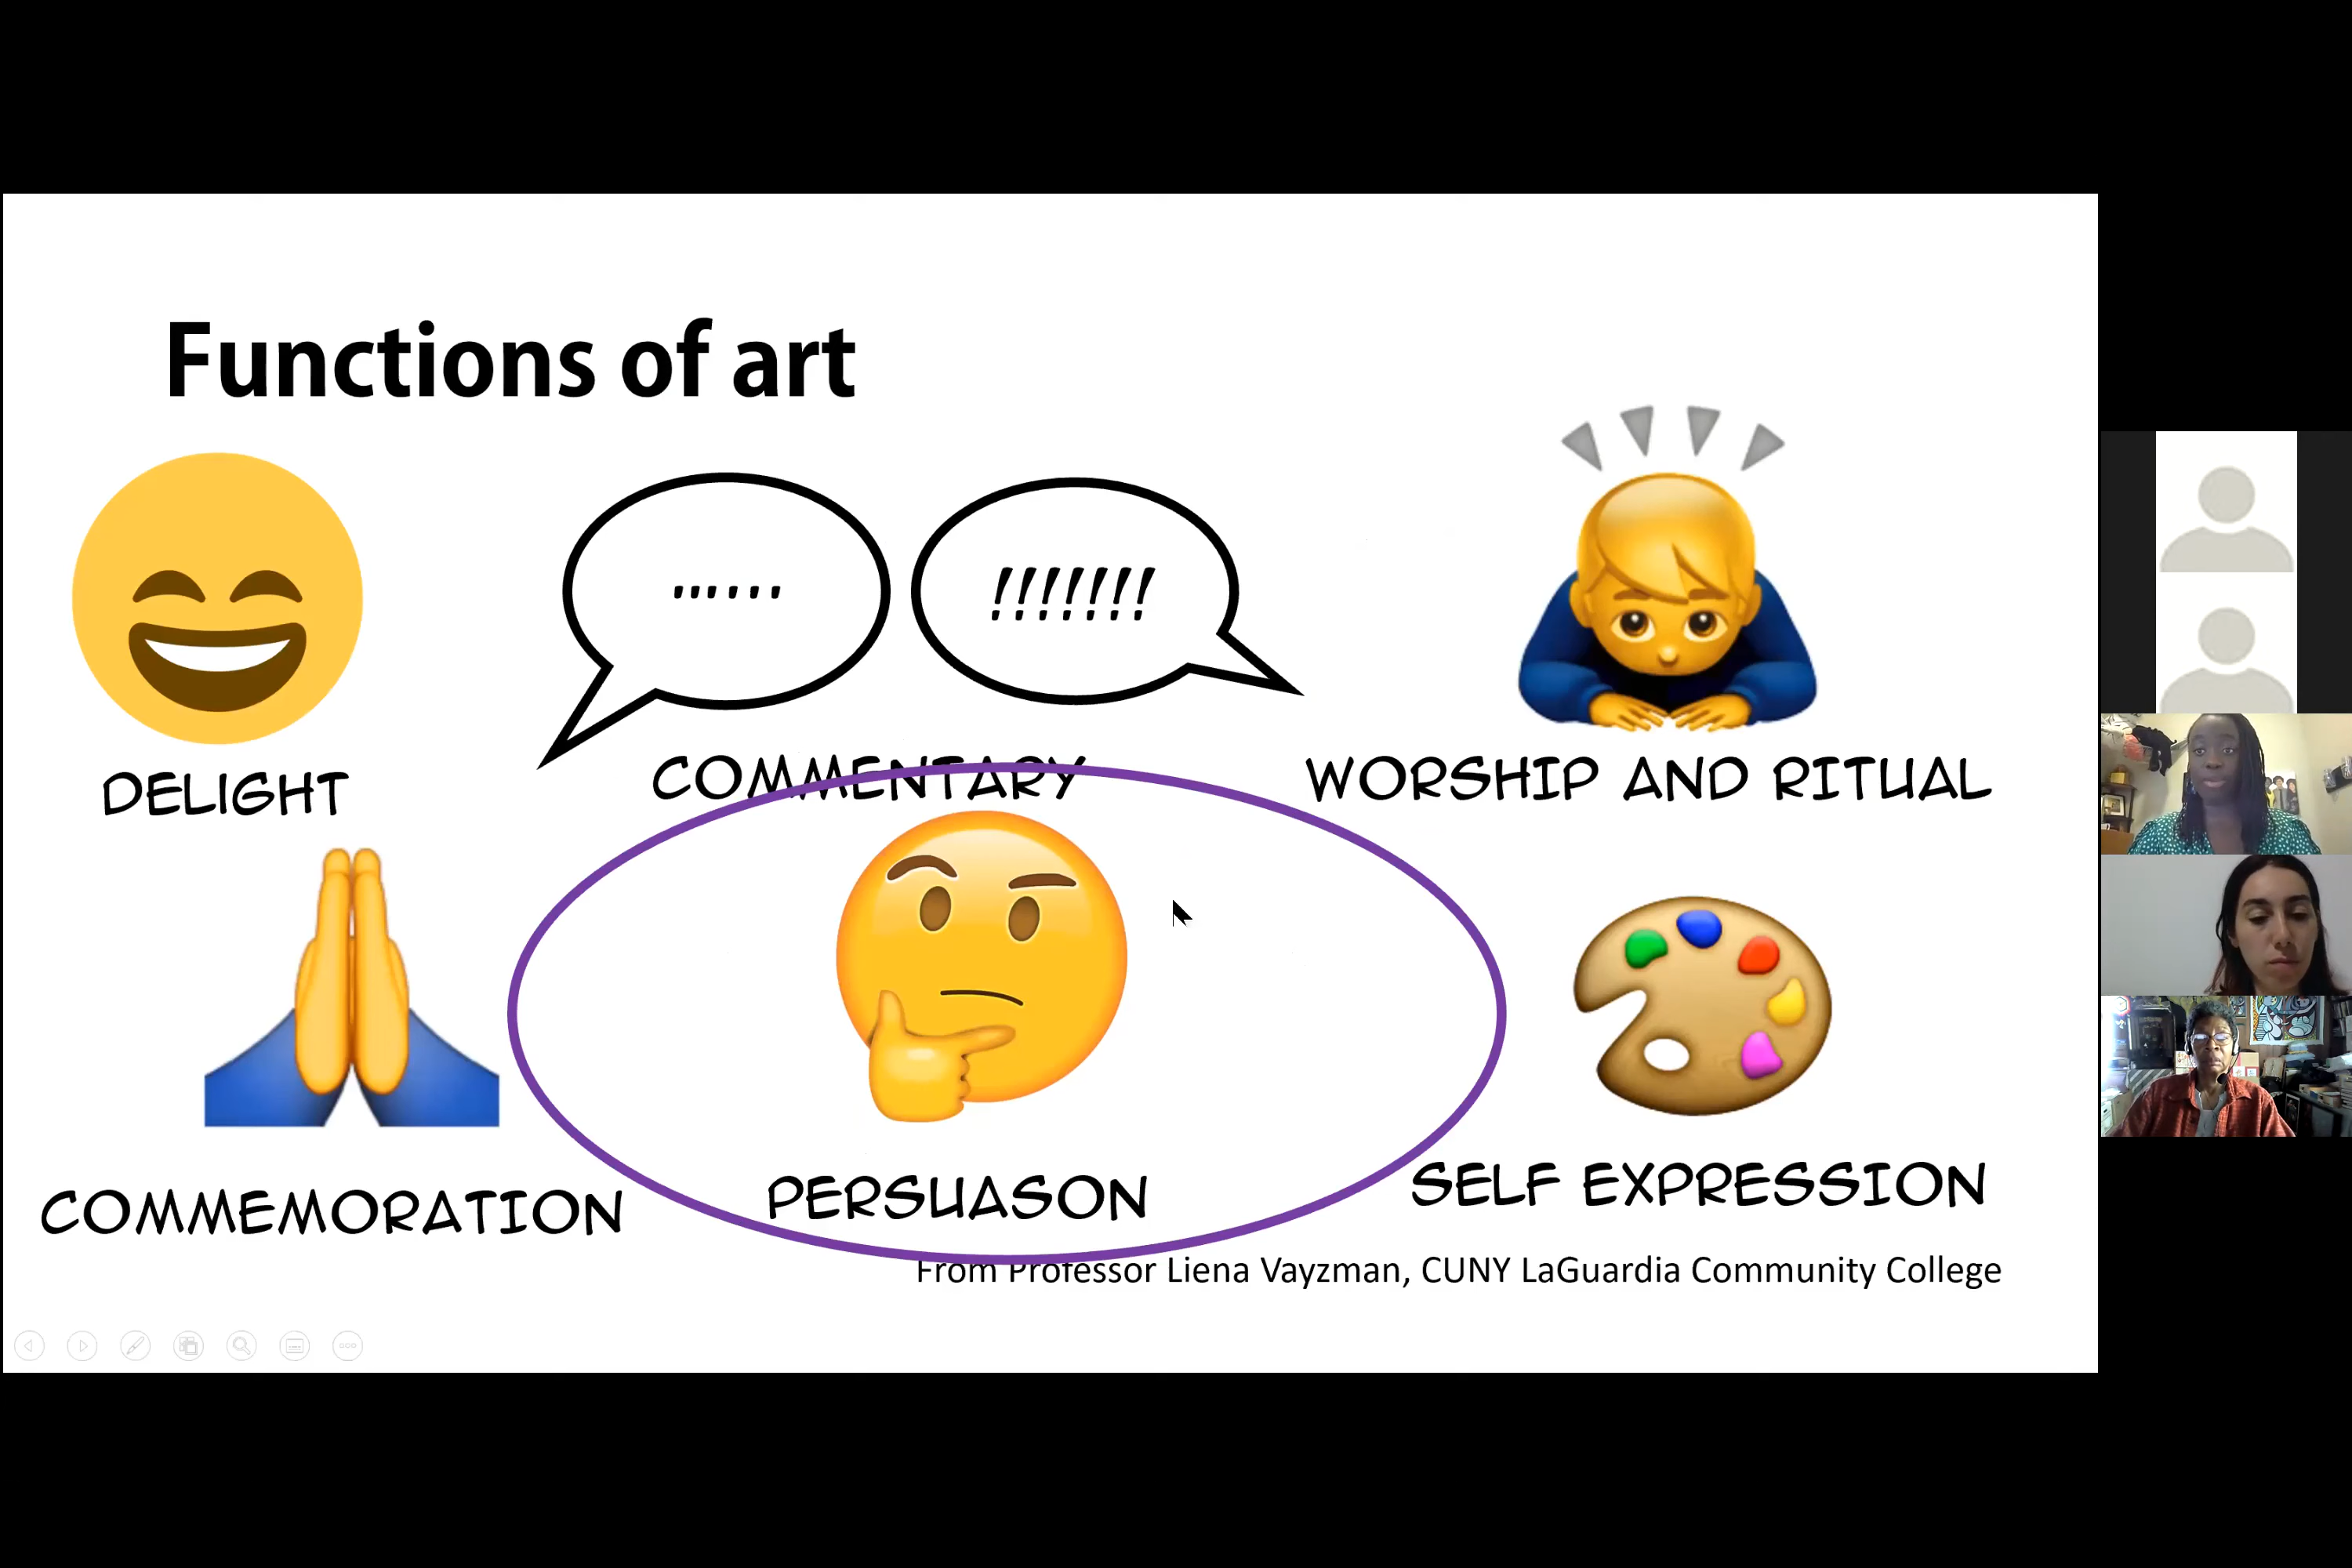 Functions of art
......
!!!!!!!
DELIGHT
COMMENTARY
WORSHIP AND RITUAL
COMMEMORATION
PERSUASON
SELF EXPRESSION
From Professor Liena Vayzman, CUNY LaGuardia Community College